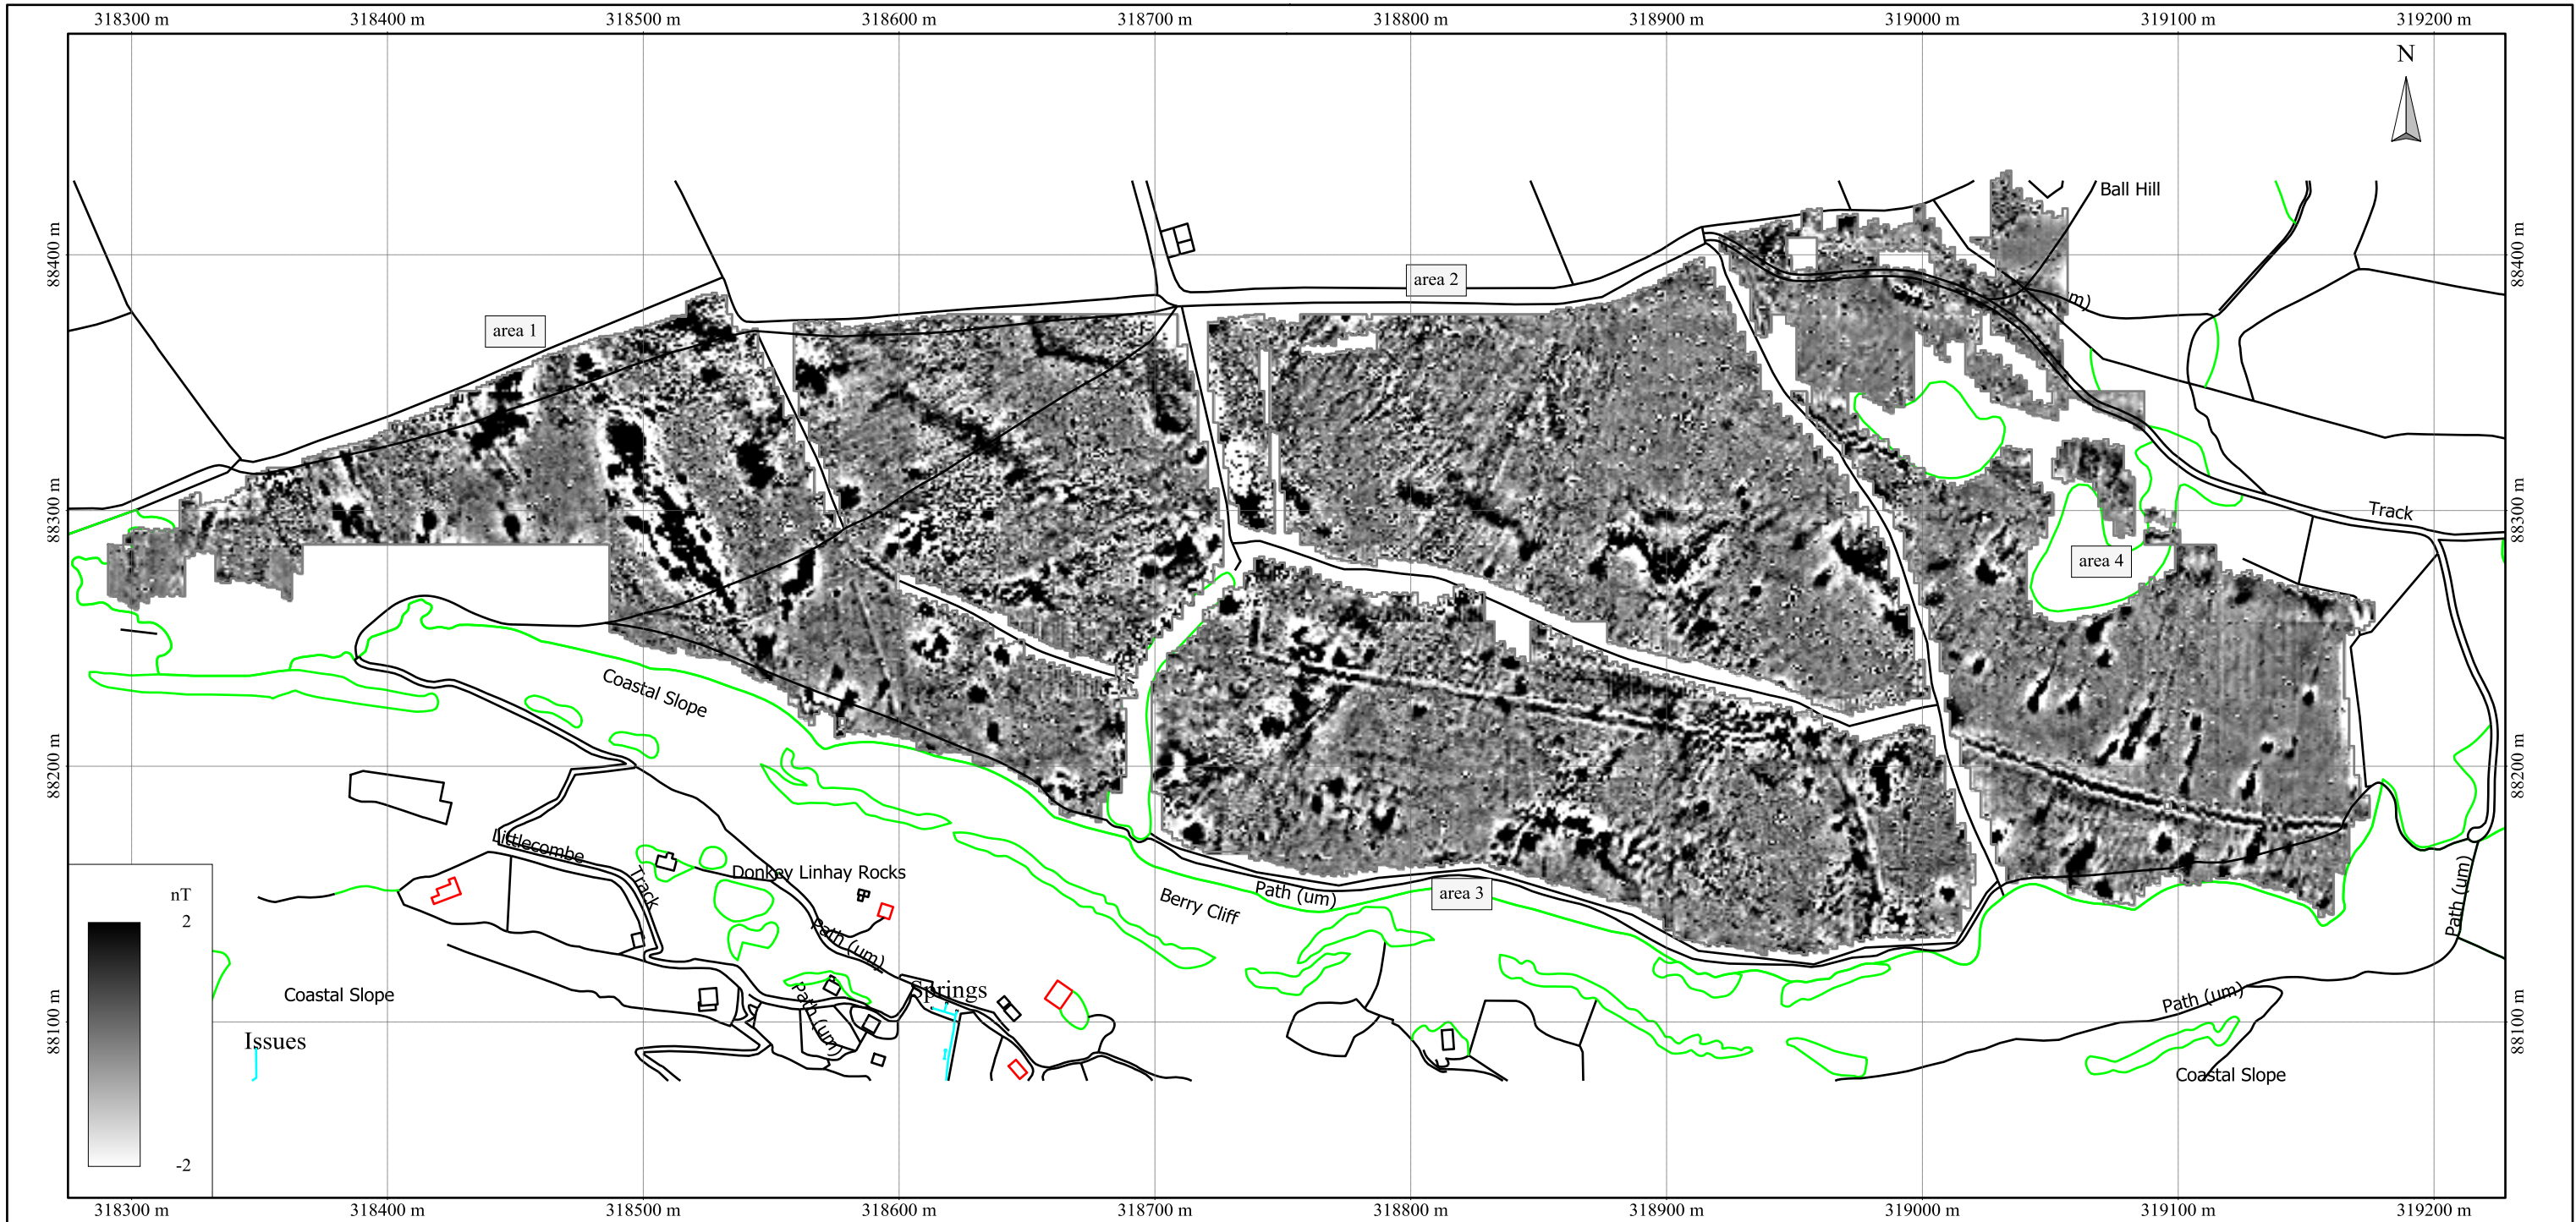 318300 m 318400 m 318500 m 318600 m 318700 m 318800 m 318900 m 319000 m 319100 m 319200 m
N
Ball Hill
88400 m 88400 m
area 2
m)
area 1
88300 m 88300 m
Track
area 4
Coastal Slope
88200 m 88200 m
Littlecombe
Track
Donkey Linhay Rocks
Path (um)
area 3
Berry Cliff
Path (um)
nT
2
Path (um)
Coastal Slope
Springs
Path (um)
Path (um)
88100 m 88100 m
Issues
Coastal Slope
-2
318300 m 318400 m 318500 m 318600 m 318700 m 318800 m 318900 m 319000 m 319100 m 319200 m